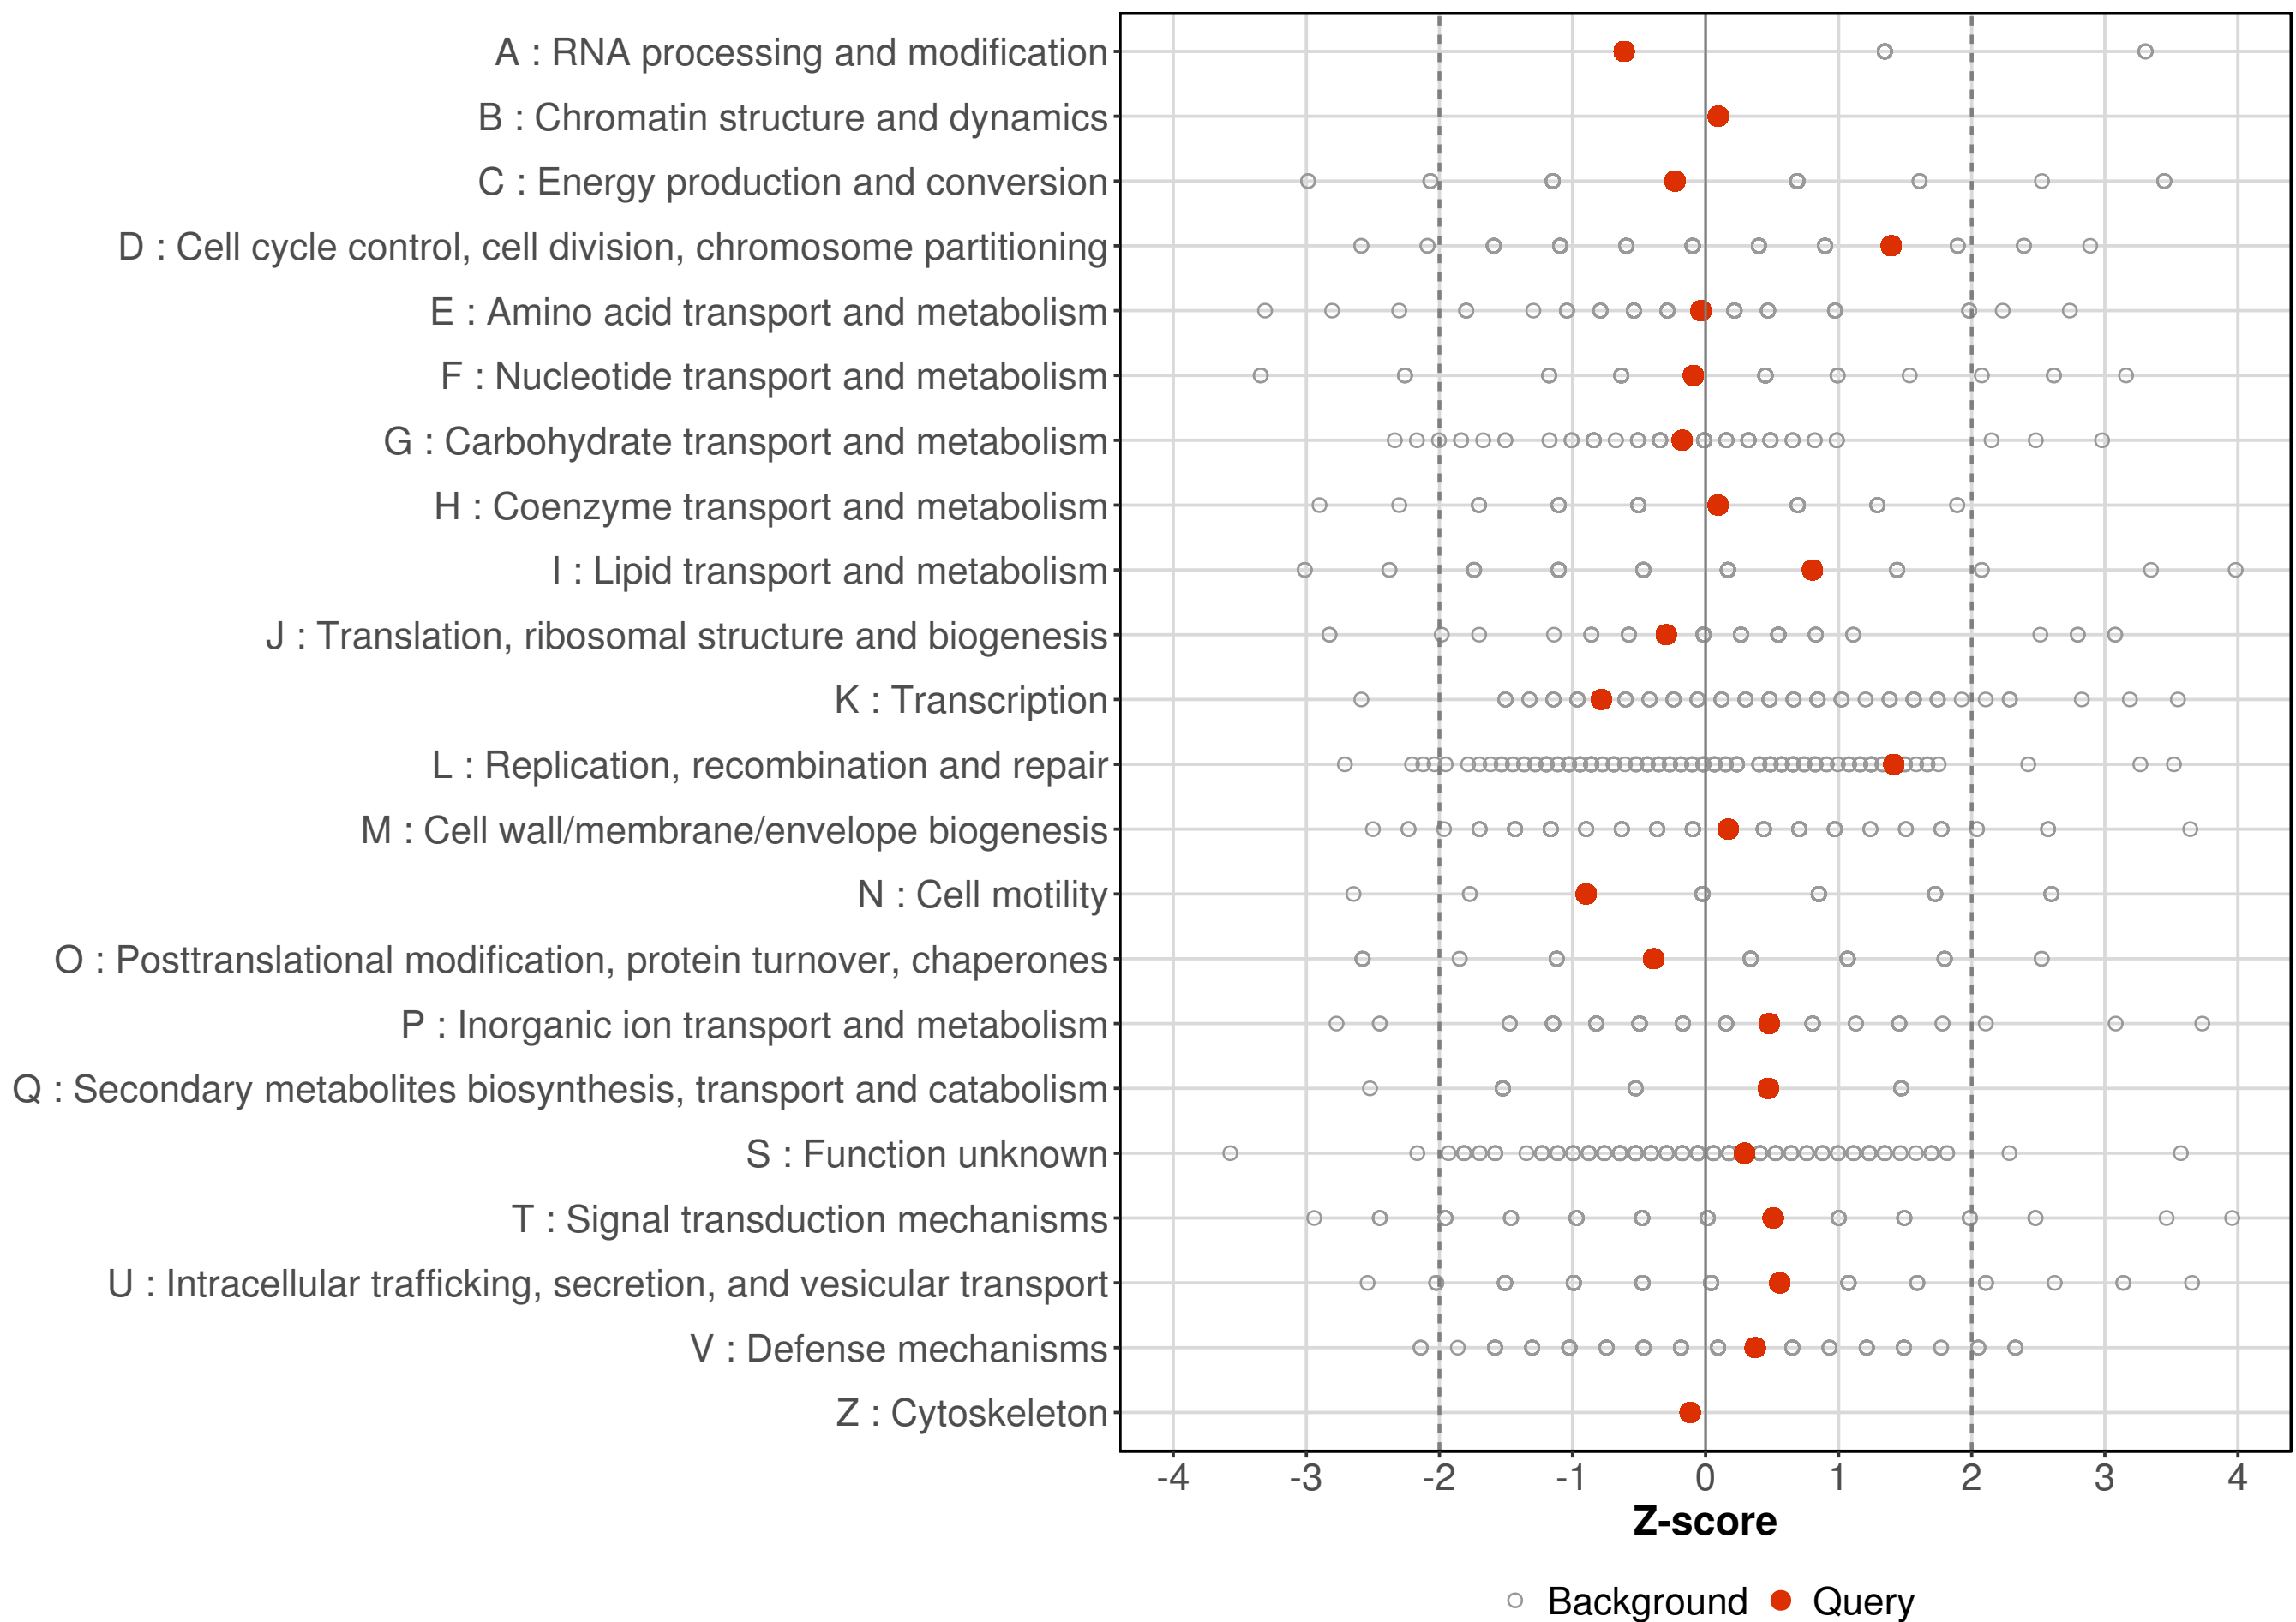 A : RNA processing and modification
B : Chromatin structure and dynamics
C : Energy production and conversion
D : Cell cycle control, cell division, chromosome partitioning
E : Amino acid transport and metabolism
F : Nucleotide transport and metabolism
G : Carbohydrate transport and metabolism
H : Coenzyme transport and metabolism
I : Lipid transport and metabolism
J : Translation, ribosomal structure and biogenesis
K : Transcription
L : Replication, recombination and repair
M : Cell wall/membrane/envelope biogenesis
N : Cell motility
O : Posttranslational modification, protein turnover, chaperones
P : Inorganic ion transport and metabolism
Q : Secondary metabolites biosynthesis, transport and catabolism
S : Function unknown
T : Signal transduction mechanisms
U : Intracellular trafficking, secretion, and vesicular transport
V : Defense mechanisms
Z : Cytoskeleton
-4 -3 -2 -1 0 1 2 3 4
Z-score
Background Query